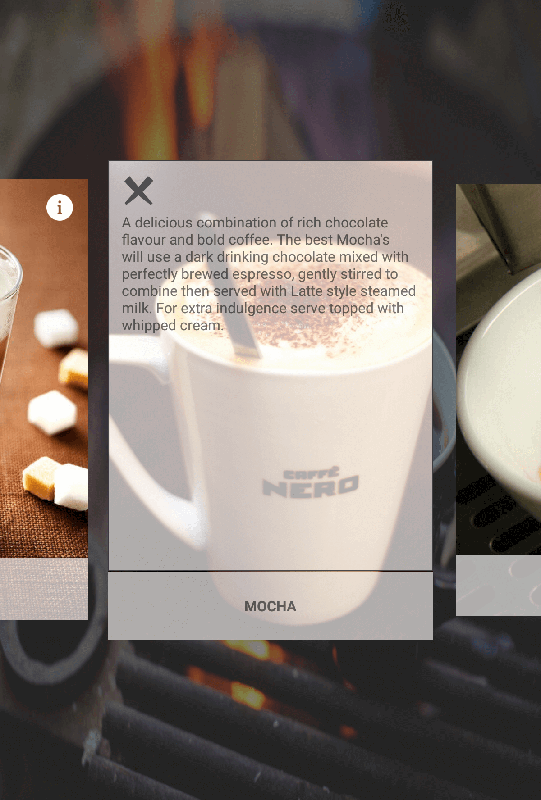 i
A delicious combination of rich chocolate
flavour and bold coffee. The best Mocha's
will use a dark drinking chocolate mixed with
perfectly brewed espresso, gently stirred to
combine then served with Latte style steamed
milk. For extra indulgence serve topped with
whipped cream.
CAFFÈ
NERO
MOCHA